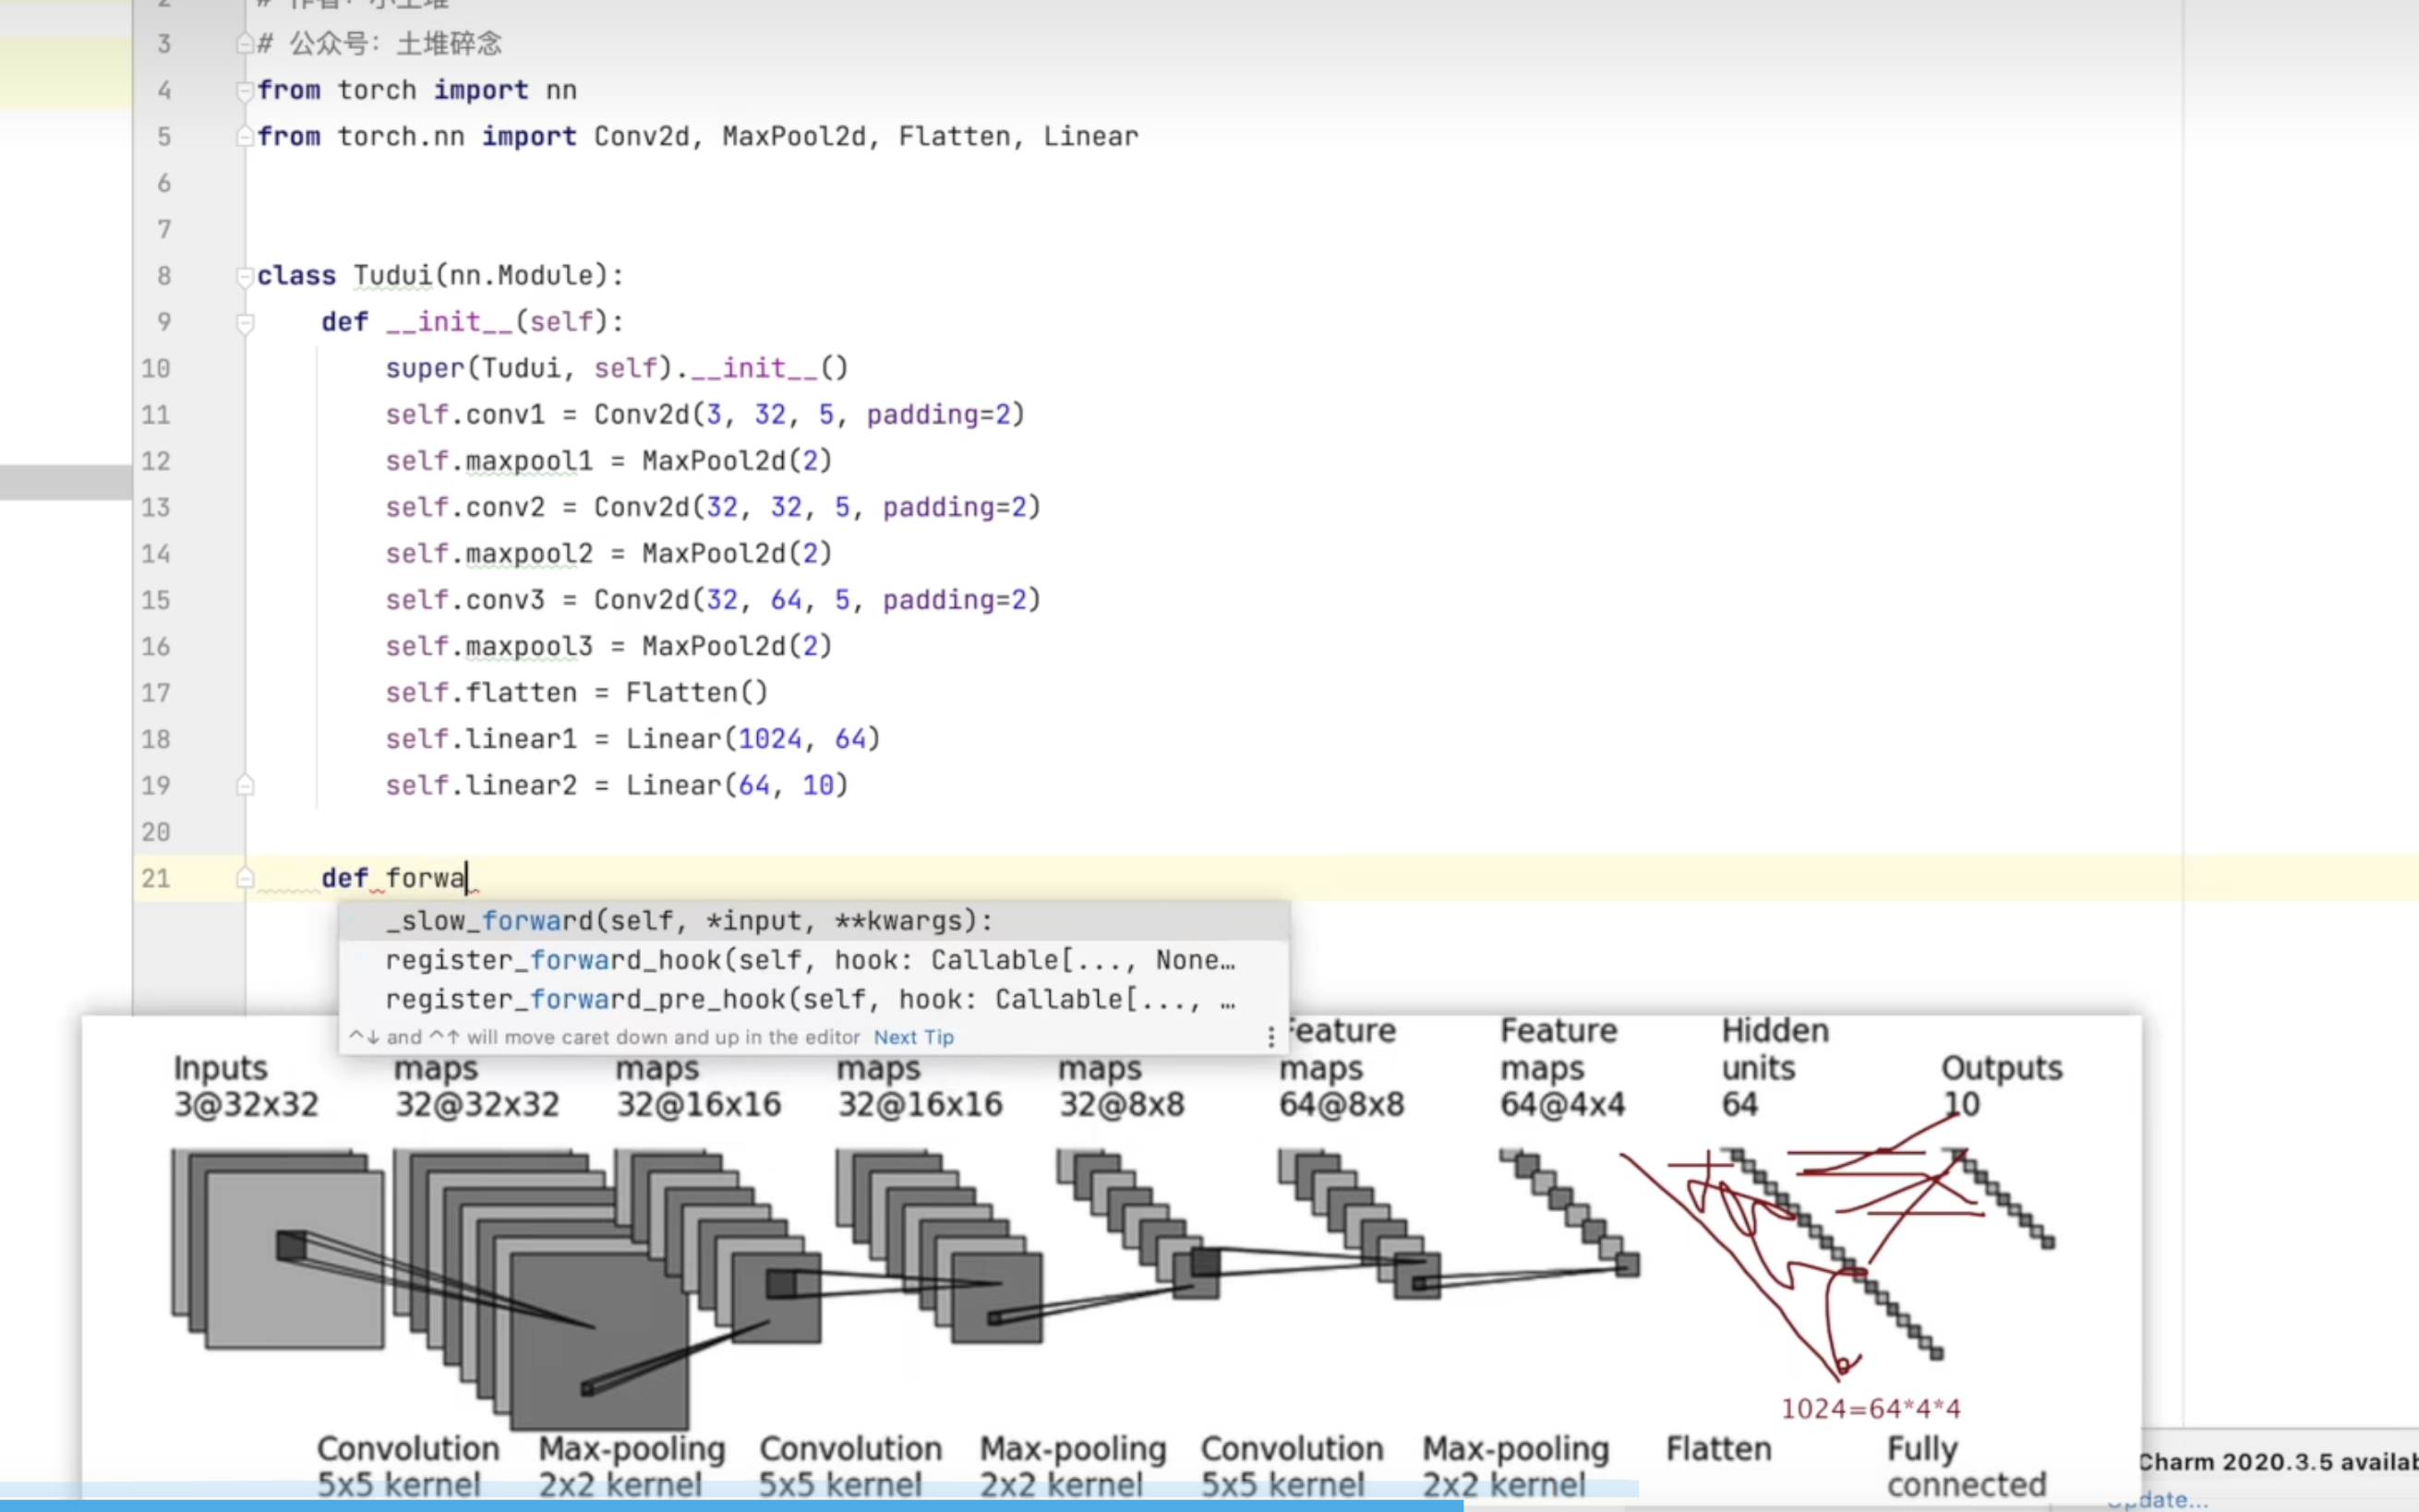 2 # 作者：小土堆
3 # 公众号：土堆碎念
4 from torch import nn
5 from torch.nn import Conv2d, MaxPool2d, Flatten, Linear
6
7
8 class Tudui(nn.Module):
9 def __init__(self):
10 super(Tudui, self).__init__()
11 self.conv1 = Conv2d(3, 32, 5, padding=2)
12 self.maxpool1 = MaxPool2d(2)
13 self.conv2 = Conv2d(32, 32, 5, padding=2)
14 self.maxpool2 = MaxPool2d(2)
15 self.conv3 = Conv2d(32, 64, 5, padding=2)
16 self.maxpool3 = MaxPool2d(2)
17 self.flatten = Flatten()
18 self.linear1 = Linear(1024, 64)
19 self.linear2 = Linear(64, 10)
20
21 def forwa
_slow_forward(self, *input, **kwargs):
register_forward_hook(self, hook: Callable[..., None…
register_forward_pre_hook(self, hook: Callable[..., …
^↓ and ^↑ will move caret down and up in the editor Next Tip
Feature Feature Hidden
Inputs maps maps maps maps maps maps units Outputs
3@32x32 32@32x32 32@16x16 32@16x16 32@8x8 64@8x8 64@4x4 64 10
1024=64*4*4
Convolution Max-pooling Convolution Max-pooling Convolution Max-pooling Flatten Fully
5x5 kernel 2x2 kernel 5x5 kernel 2x2 kernel 5x5 kernel 2x2 kernel connected
Charm 2020.3.5 availab
Update...